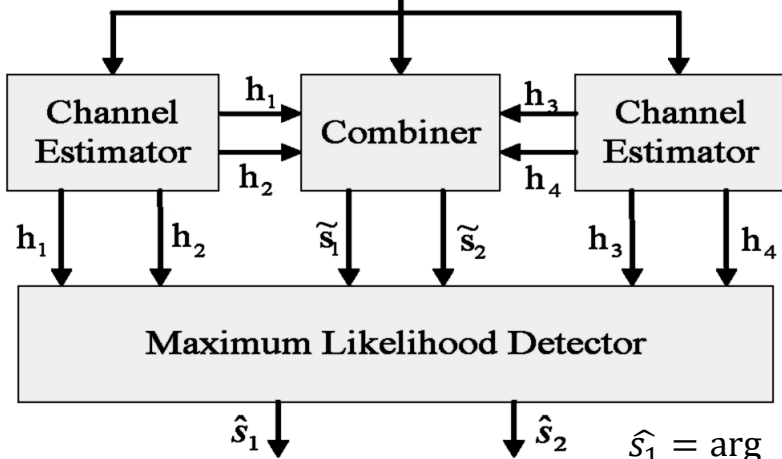 Channel Estimator
h₁
h₂
Combiner
h₃
h₄
Channel Estimator
h₁
h₂
s̃₁
s̃₂
h₃
h₄
Maximum Likelihood Detector
ŝ₁
ŝ₂
ŝ₁ = arg